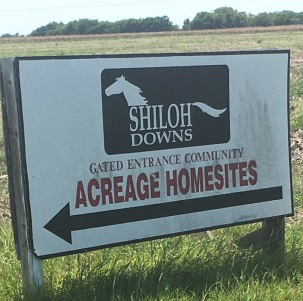 SHILOH
DOWNS
GATED ENTRANCE COMMUNITY
ACREAGE HOMESITES